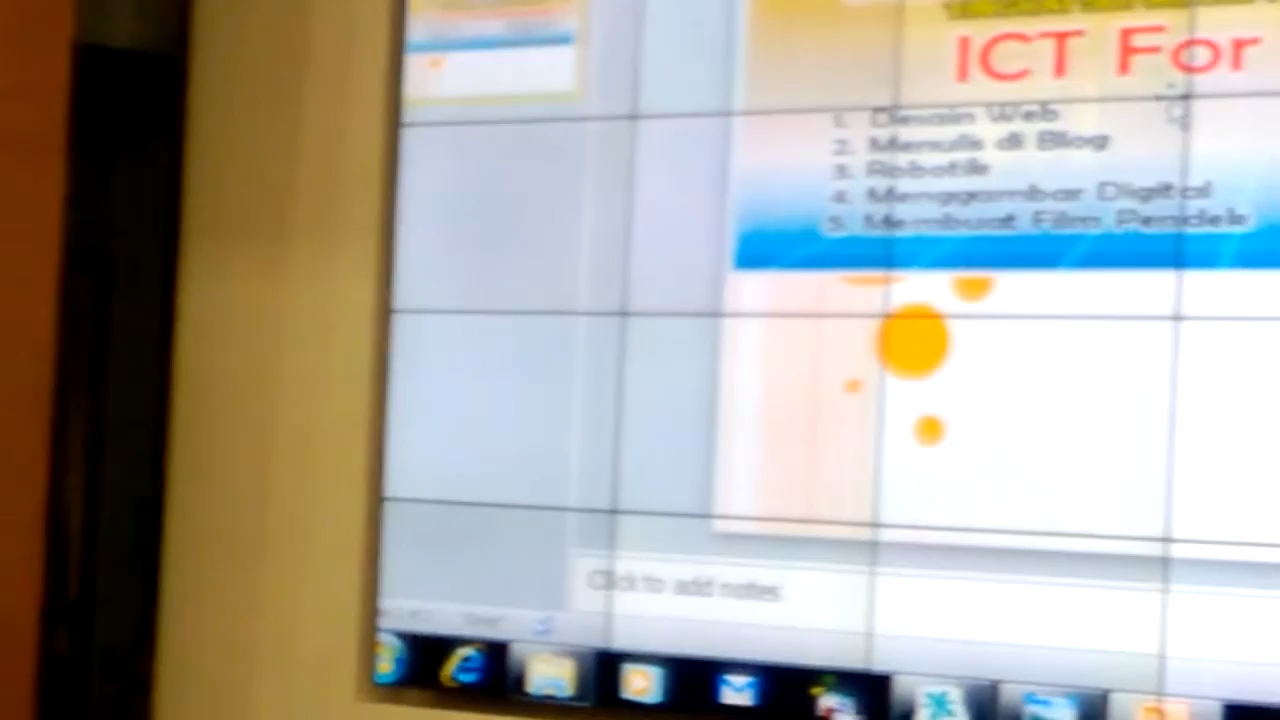 ICT For
1. Desain Web
2. Menulis di Blog
3. Robotik
4. Menggambar Digital
5. Membuat Film Pendek
Click to add notes